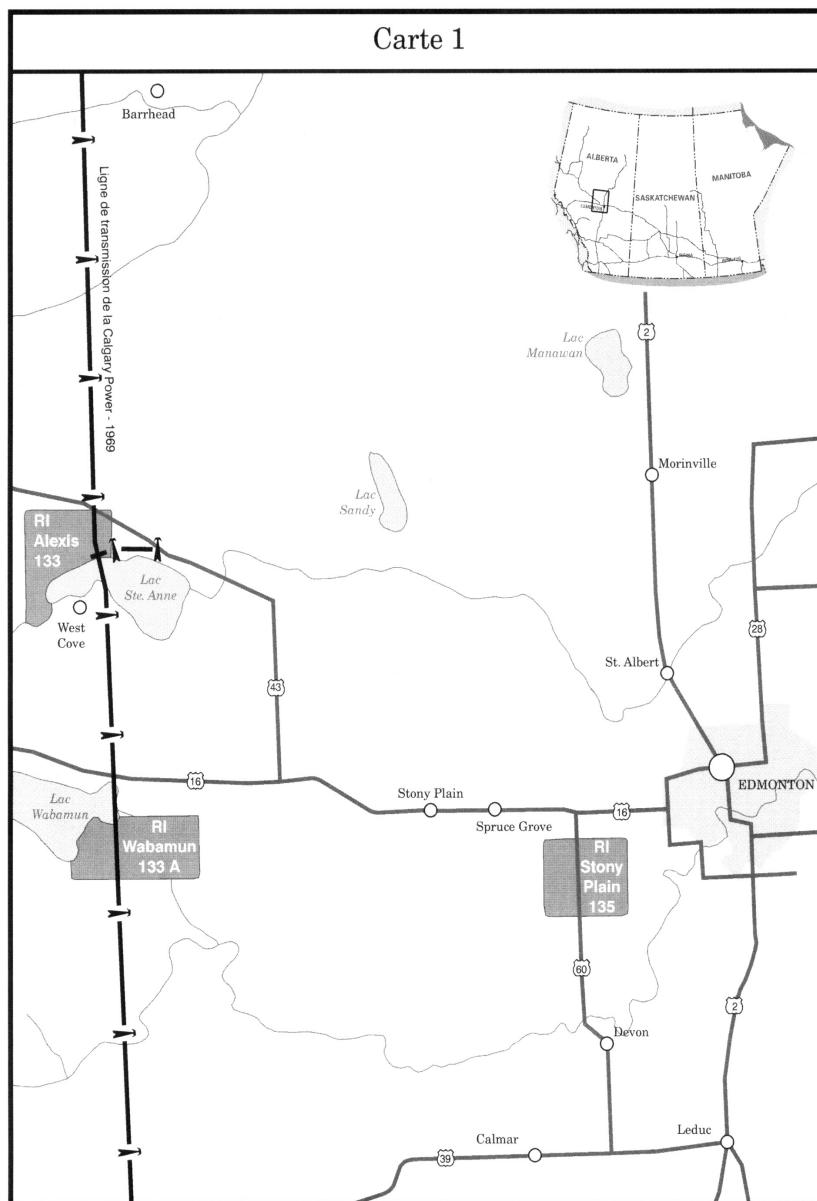 Carte 1
Barrhead
Ligne de transmission de la Calgary Power - 1969
ALBERTA
SASKATCHEWAN
MANITOBA
Lac
Manawan
2
Morinville
Lac
Sandy
RI
Alexis
133
Lac
Ste. Anne
West
Cove
28
St. Albert
43
16
Lac
Wabamun
RI
Wabamun
133 A
Stony Plain
Spruce Grove
16
EDMONTON
RI
Stony
Plain
135
60
2
Devon
Calmar
39
Leduc